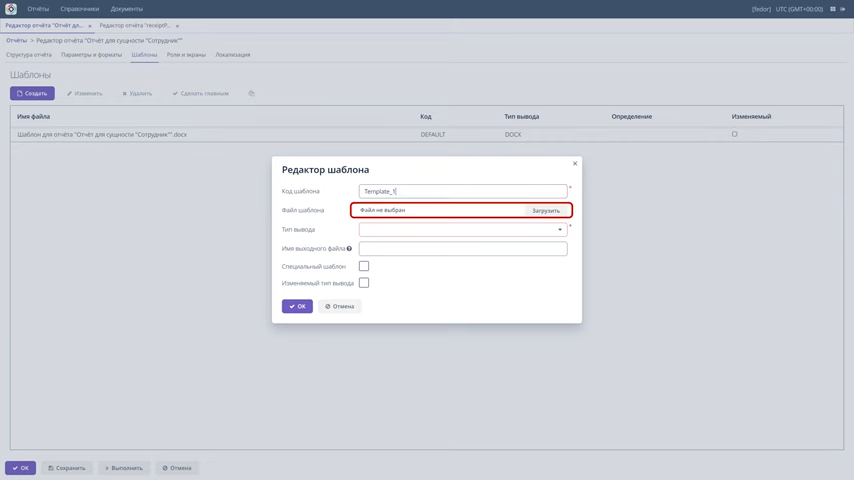 Отчёты Справочники Документы [fedor] UTC (GMT+00:00)
Редактор отчёта "Отчёт дл... × Редактор отчёта "receiptP... ×
Отчёты > Редактор отчёта "Отчёт для сущности "Сотрудник""
Структура отчёта Параметры и форматы Шаблоны Роли и экраны Локализация
Шаблоны
Создать Изменить Удалить Сделать главным
Имя файла Код Тип вывода Определение Изменяемый
Шаблон для отчёта "Отчёт для сущности "Сотрудник"".docx DEFAULT DOCX
Редактор шаблона
Код шаблона Template_1 *
Файл шаблона Файл не выбран Загрузить
Тип вывода *
Имя выходного файла
Специальный шаблон
Изменяемый тип вывода
OK Отмена
OK Сохранить Выполнить Отмена